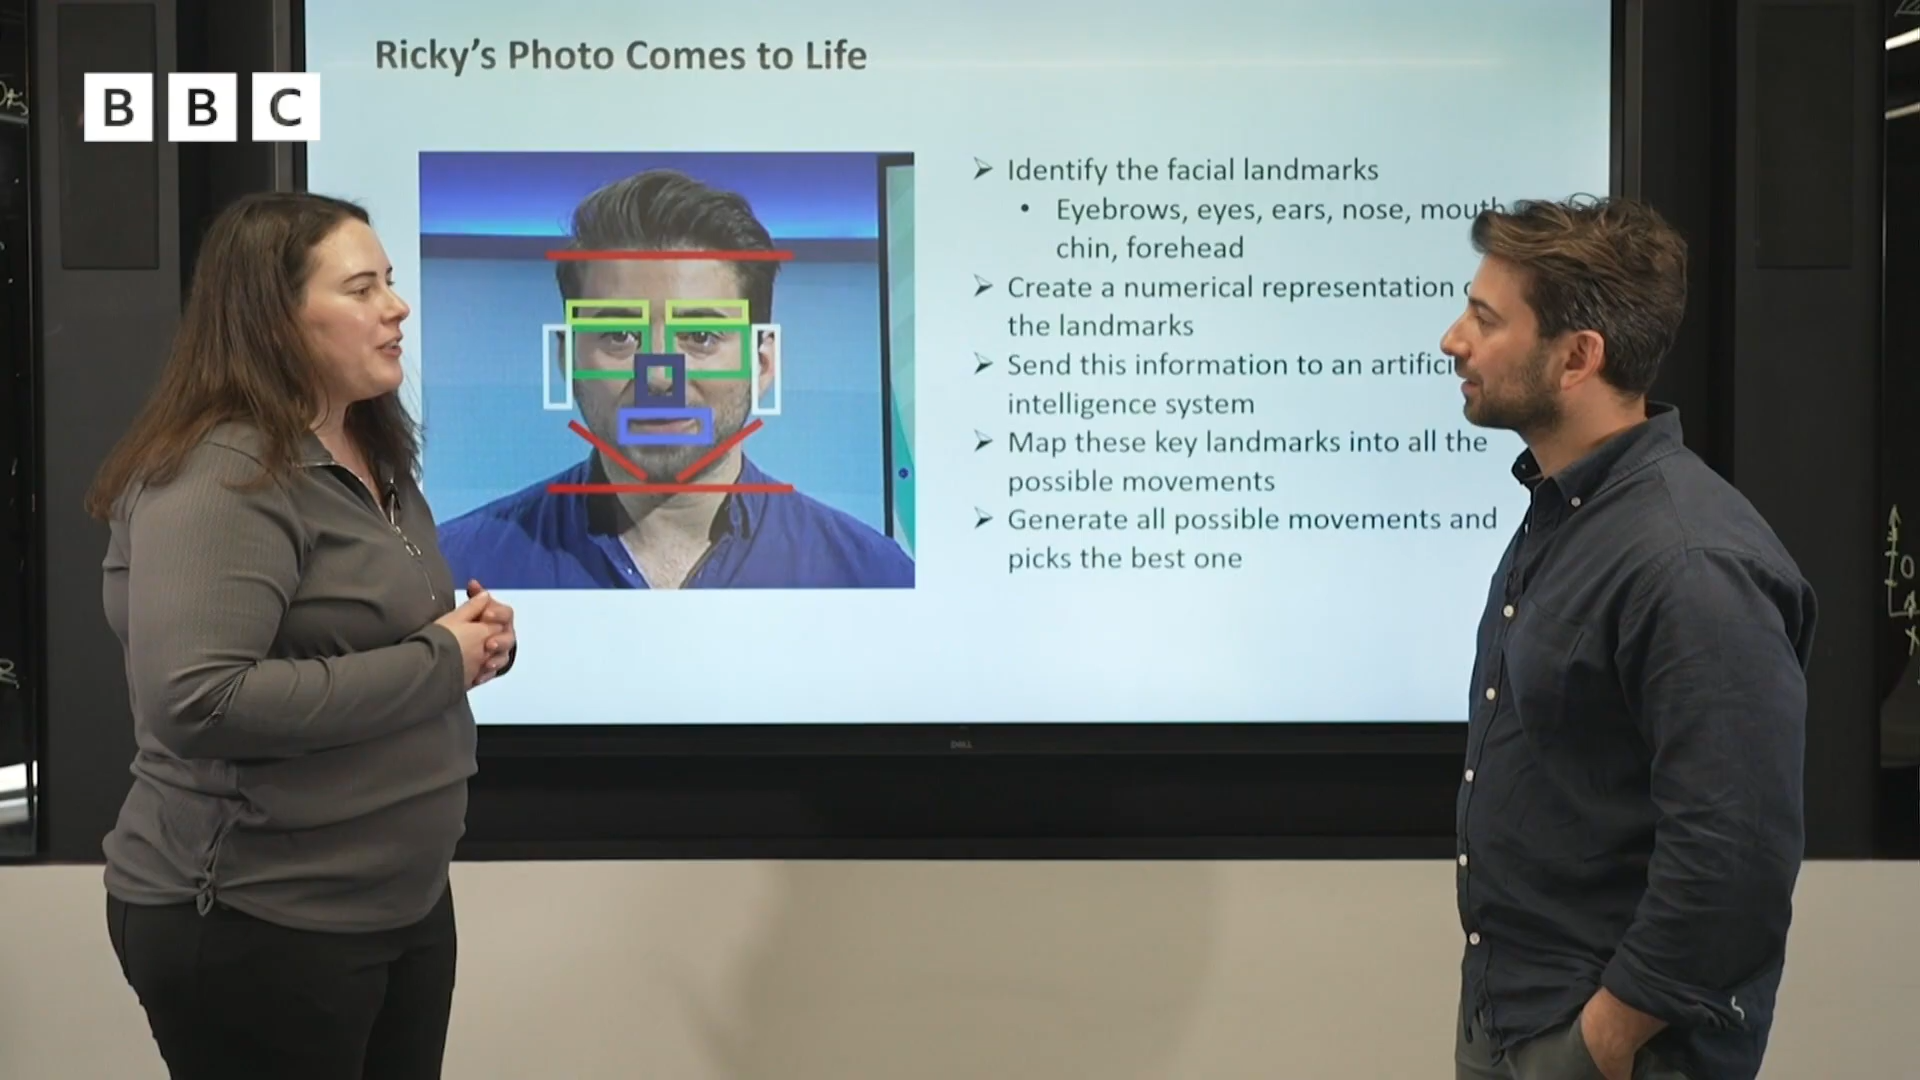 BBC
Ricky's Photo Comes to Life
➢ Identify the facial landmarks
• Eyebrows, eyes, ears, nose, mouth
chin, forehead
➢ Create a numerical representation
the landmarks
➢ Send this information to an artifici
intelligence system
➢ Map these key landmarks into all the
possible movements
➢ Generate all possible movements and
picks the best one
DELL